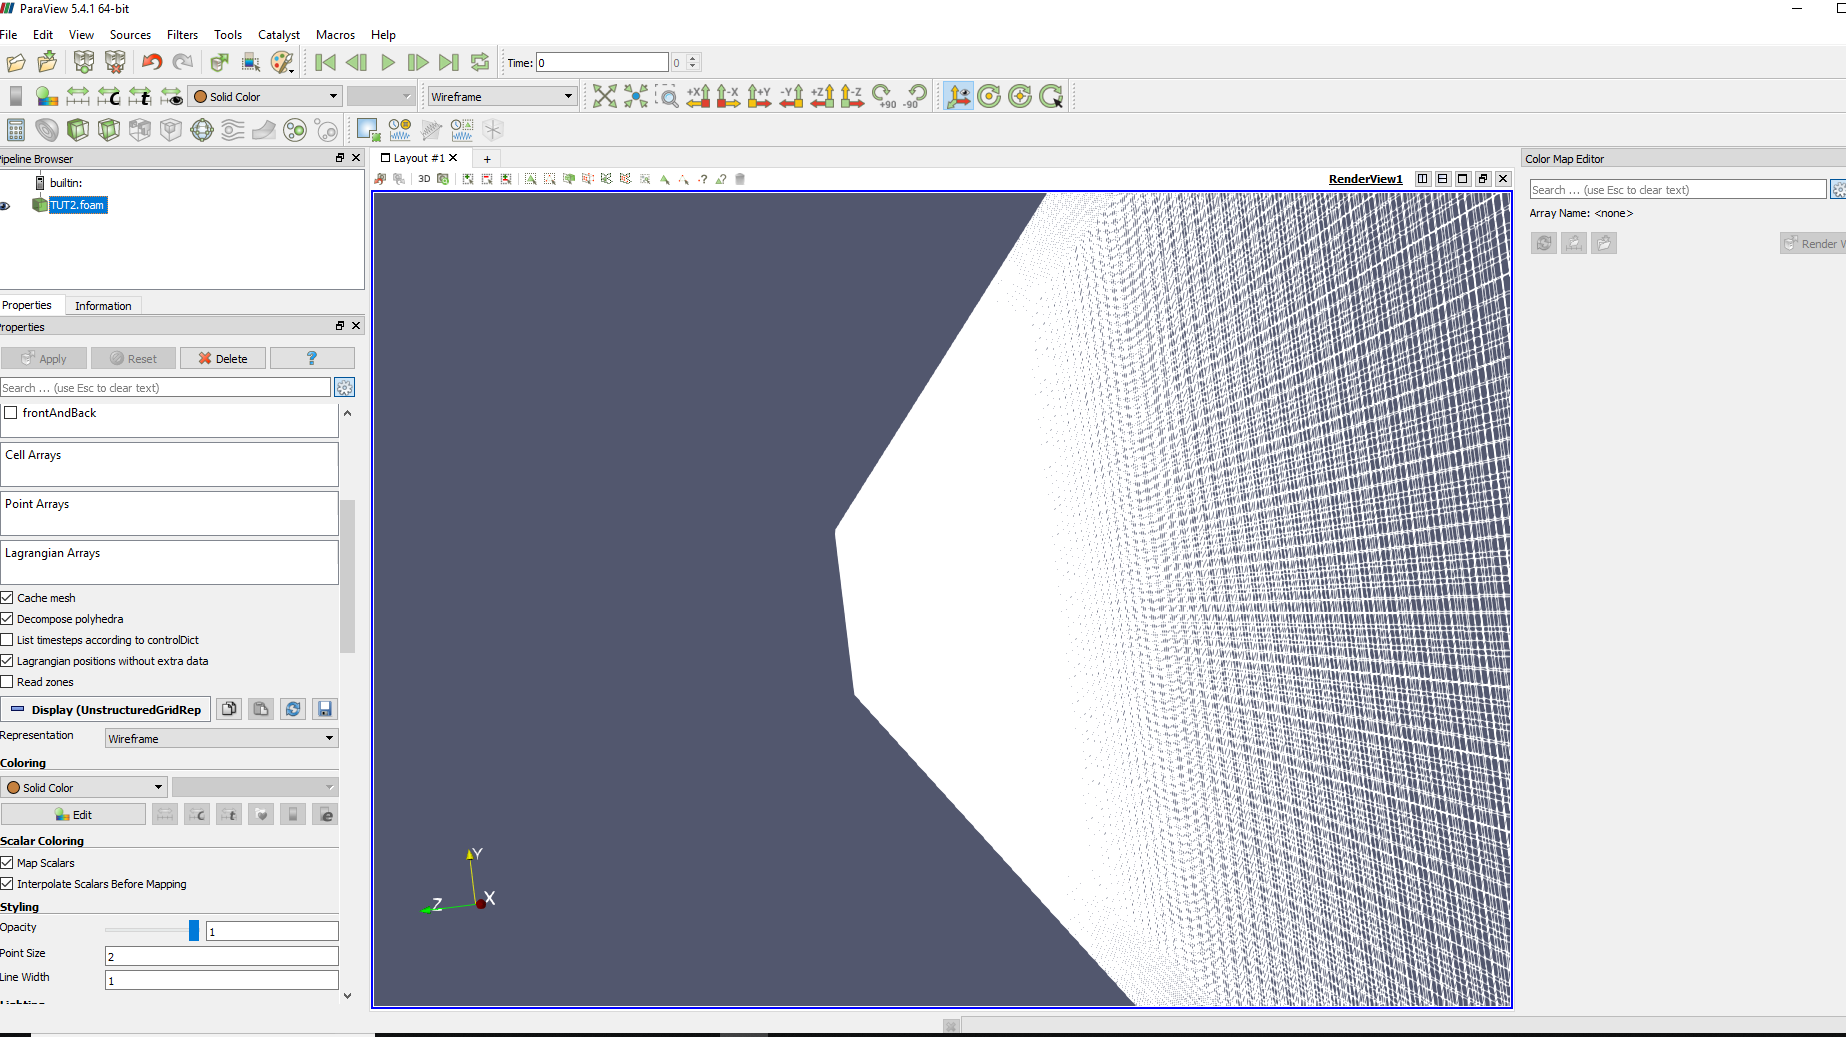 ParaView 5.4.1 64-bit
File Edit View Sources Filters Tools Catalyst Macros Help
Time: 0 0
Solid Color Wireframe +X -X +Y -Y +Z -Z +90 -90
Pipeline Browser
builtin:
TUT2.foam
Properties Information
Properties
Apply Reset Delete ?
Search ... (use Esc to clear text)
frontAndBack
Cell Arrays
Point Arrays
Lagrangian Arrays
Cache mesh
Decompose polyhedra
List timesteps according to controlDict
Lagrangian positions without extra data
Read zones
Display (UnstructuredGridRep
Representation Wireframe
Coloring
Solid Color
Edit
Scalar Coloring
Map Scalars
Interpolate Scalars Before Mapping
Styling
Opacity 1
Point Size 2
Line Width 1
Layout #1 +
3D RenderView1
Y
Z X
Color Map Editor
Search ... (use Esc to clear text)
Array Name: <none>
Render V